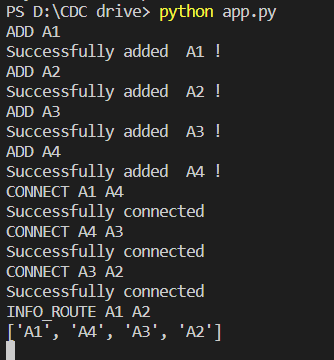 PS D:\CDC drive> python app.py
ADD A1
Successfully added  A1 !
ADD A2
Successfully added  A2 !
ADD A3
Successfully added  A3 !
ADD A4
Successfully added  A4 !
CONNECT A1 A4
Successfully connected
CONNECT A4 A3
Successfully connected
CONNECT A3 A2
Successfully connected
INFO_ROUTE A1 A2
['A1', 'A4', 'A3', 'A2']